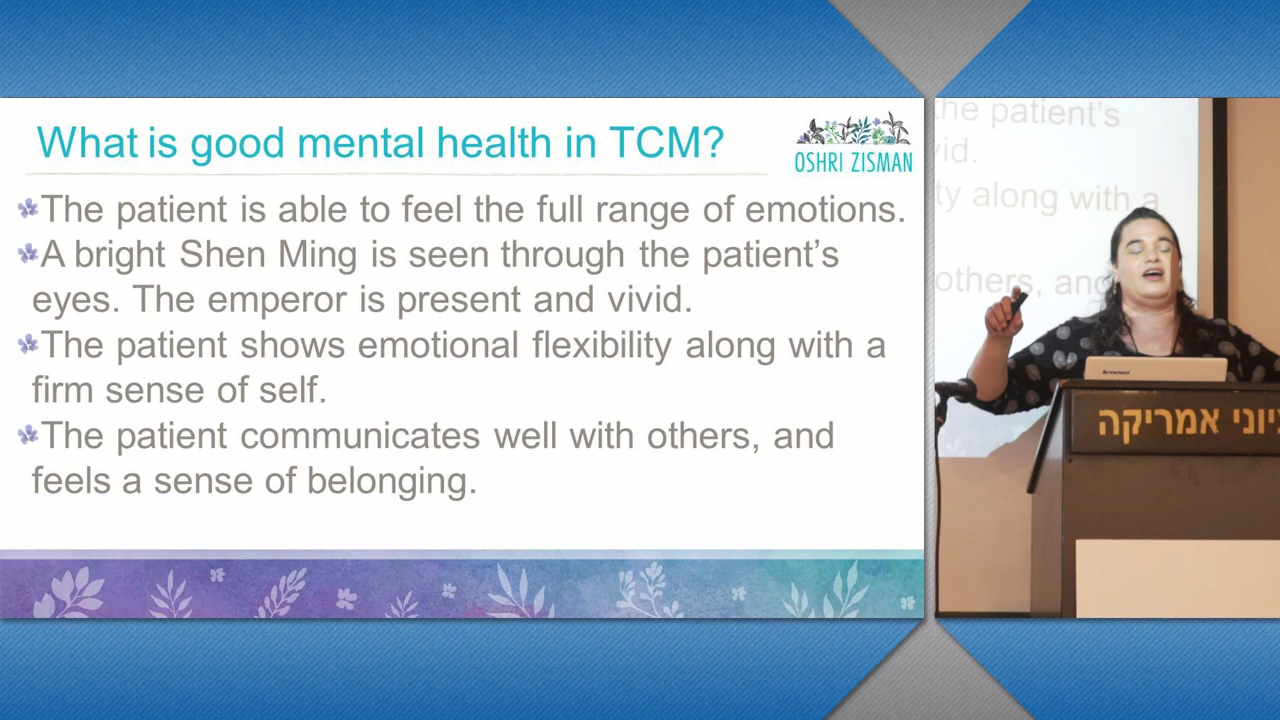 What is good mental health in TCM?
OSHRI ZISMAN
The patient is able to feel the full range of emotions.
A bright Shen Ming is seen through the patient's
eyes. The emperor is present and vivid.
The patient shows emotional flexibility along with a
firm sense of self.
The patient communicates well with others, and
feels a sense of belonging.
the patient's
vid.
ty along with a
others, and
lenovo
יוני אמריקה